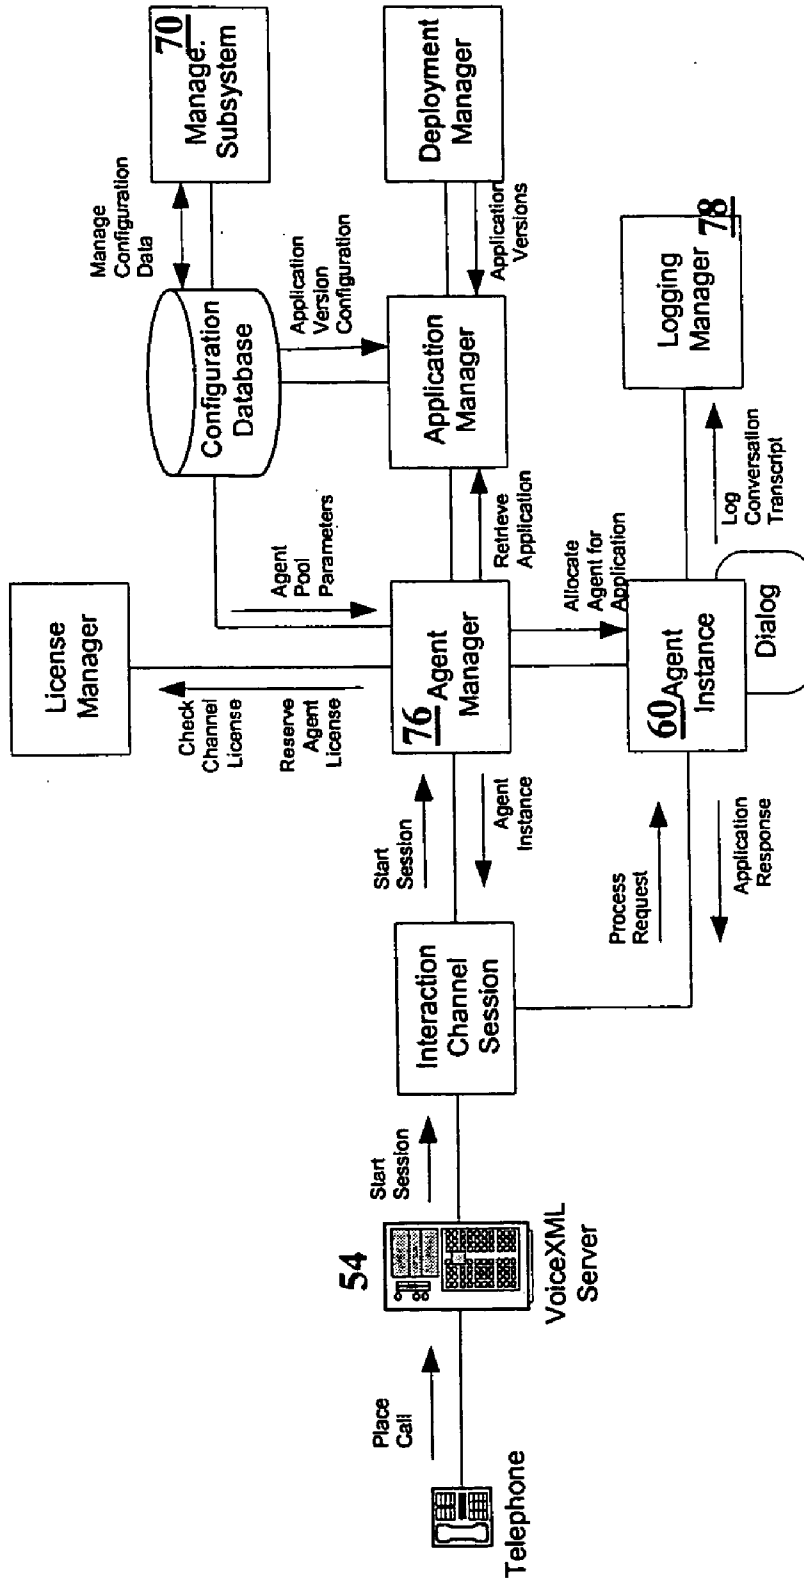 Telephone
Place
Call
54
VoiceXML
Server
Start
Session
Interaction
Channel
Session
Start
Session
Agent
Instance
Process
Request
Application
Response
License
Manager
Check
Channel
License
Reserve
Agent
License
76 Agent
Manager
Agent
Pool
Parameters
Retrieve
Application
Allocate
Agent for
Application
60 Agent
Instance
Dialog
Log
Conversation
Transcript
Logging
Manager
78
Configuration
Database
Manage
Configuration
Data
Application
Version
Configuration
Application
Manager
Application
Versions
Deployment
Manager
70
Manage.
Subsystem